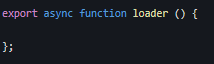 export async function loader () {
};